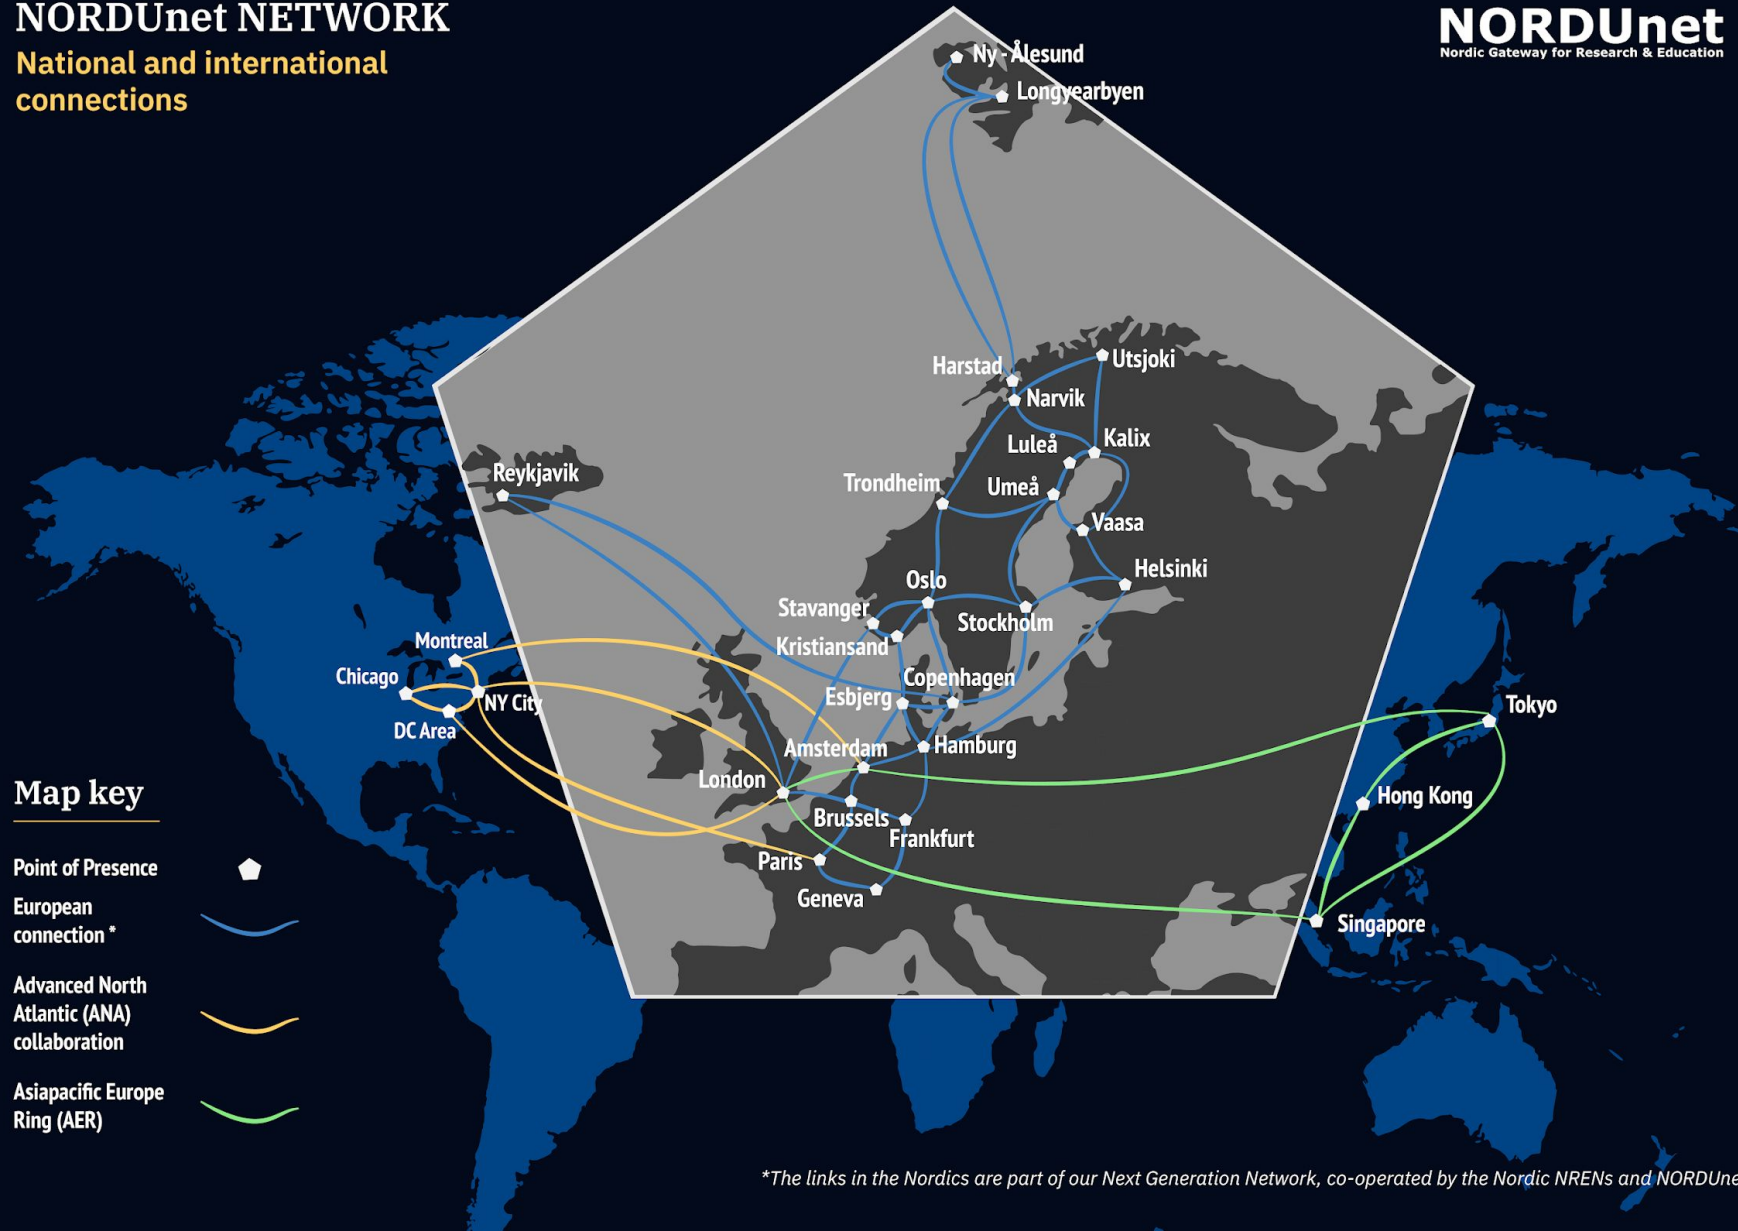 NORDUnet NETWORK
National and international
connections
NORDUnet
Nordic Gateway for Research & Education
Ny-Ålesund
Longyearbyen
Harstad
Utsjoki
Narvik
Luleå
Kalix
Reykjavik
Trondheim
Umeå
Vaasa
Helsinki
Oslo
Stavanger
Stockholm
Kristiansand
Montreal
Chicago
NY City
DC Area
Copenhagen
Esbjerg
Tokyo
Amsterdam
Hamburg
London
Hong Kong
Brussels
Frankfurt
Paris
Geneva
Singapore
Map key
Point of Presence
European
connection *
Advanced North
Atlantic (ANA)
collaboration
Asiapacific Europe
Ring (AER)
*The links in the Nordics are part of our Next Generation Network, co-operated by the Nordic NRENs and NORDUne